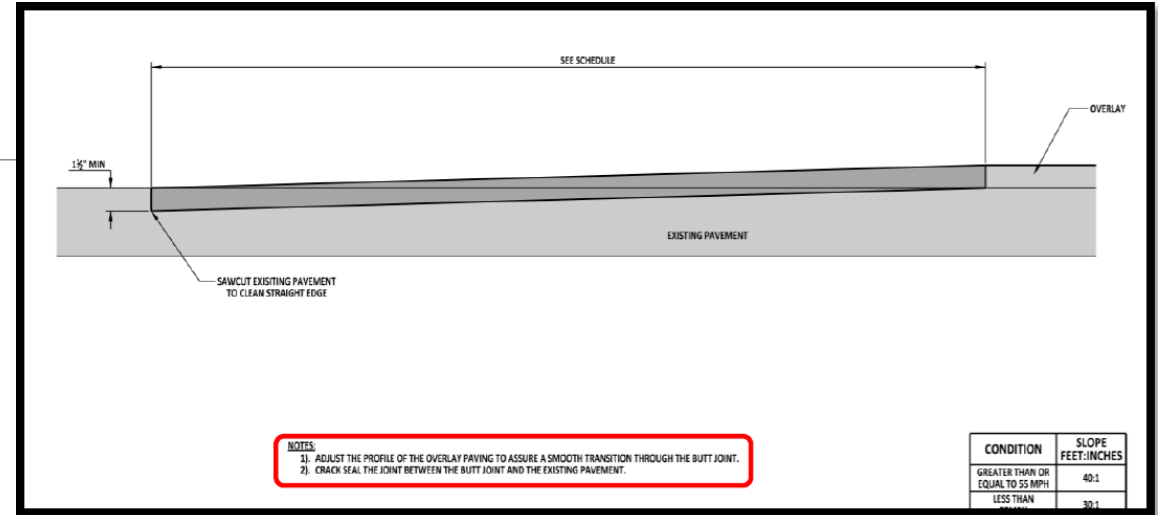 SEE SCHEDULE
OVERLAY
1½" MIN
EXISTING PAVEMENT
SAWCUT EXISITING PAVEMENT
TO CLEAN STRAIGHT EDGE
NOTES:
1). ADJUST THE PROFILE OF THE OVERLAY PAVING TO ASSURE A SMOOTH TRANSITION THROUGH THE BUTT JOINT.
2). CRACK SEAL THE JOINT BETWEEN THE BUTT JOINT AND THE EXISTING PAVEMENT.
CONDITION
SLOPE
FEET:INCHES
GREATER THAN OR
EQUAL TO 55 MPH
40:1
LESS THAN
30:1